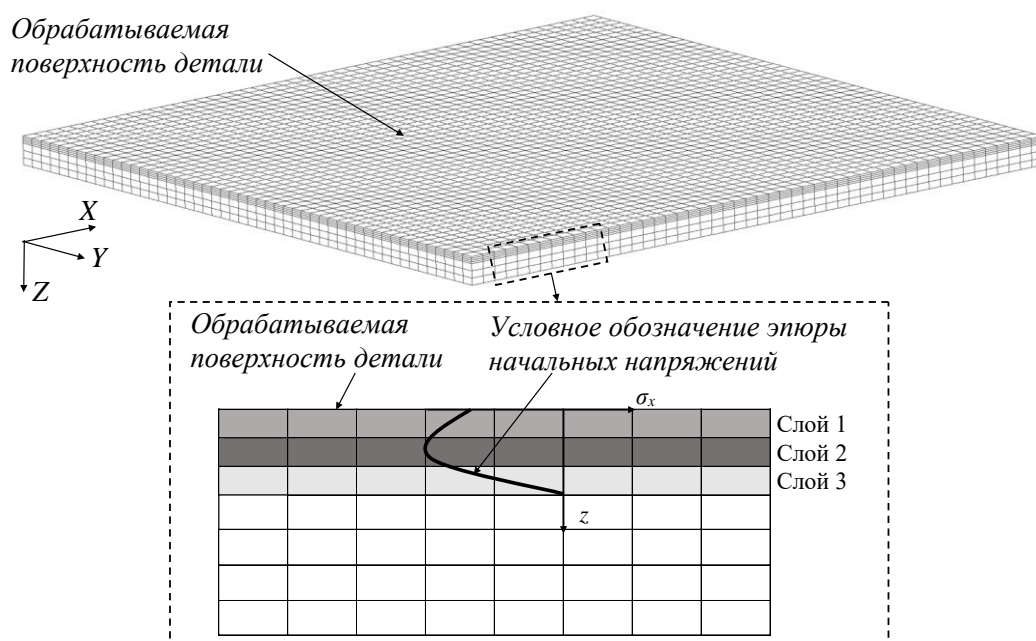 Обрабатываемая
поверхность детали
X
Y
Z
Обрабатываемая
поверхность детали
Условное обозначение эпюры
начальных напряжений
σx
Слой 1
Слой 2
Слой 3
z